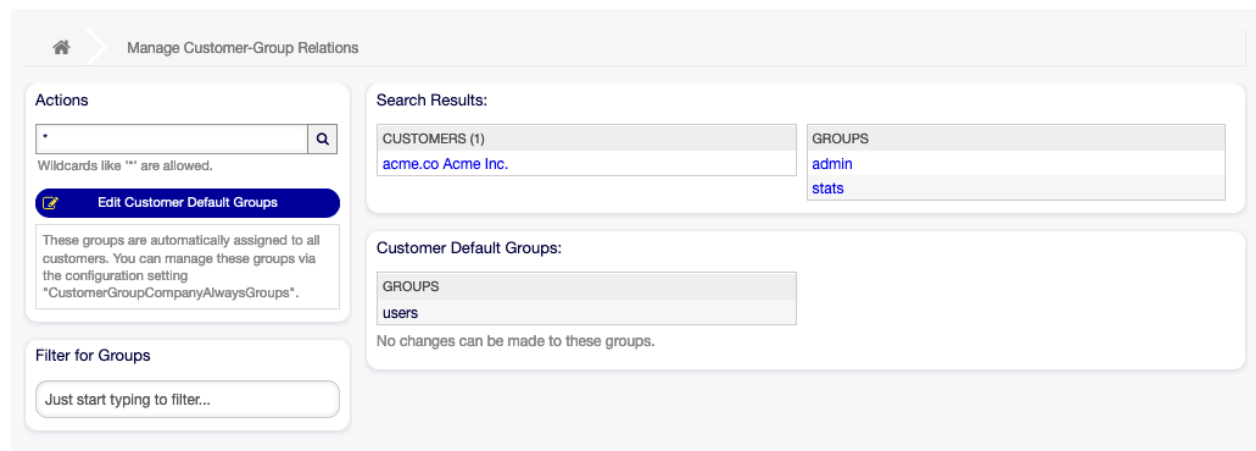 Manage Customer-Group Relations
Actions
*
Wildcards like '*' are allowed.
Edit Customer Default Groups
These groups are automatically assigned to all
customers. You can manage these groups via
the configuration setting
"CustomerGroupCompanyAlwaysGroups".
Filter for Groups
Just start typing to filter...
Search Results:
CUSTOMERS (1)
acme.co Acme Inc.
GROUPS
admin
stats
Customer Default Groups:
GROUPS
users
No changes can be made to these groups.